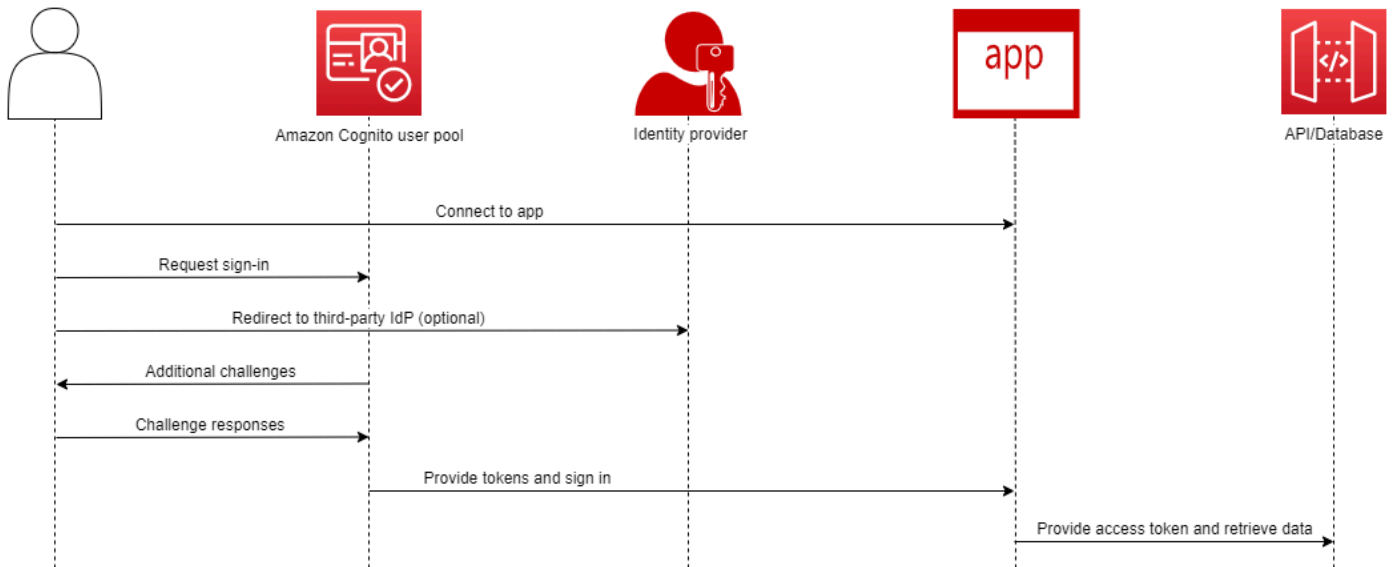 app
</>
Amazon Cognito user pool
Identity provider
API/Database
Connect to app
Request sign-in
Redirect to third-party IdP (optional)
Additional challenges
Challenge responses
Provide tokens and sign in
Provide access token and retrieve data